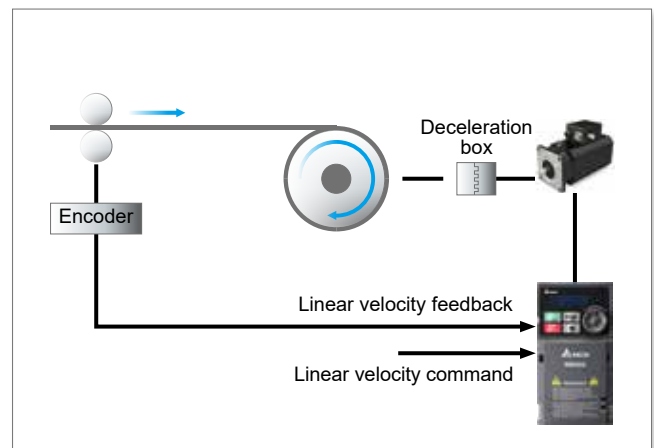 Deceleration
box
Encoder
Linear velocity feedback
Linear velocity command